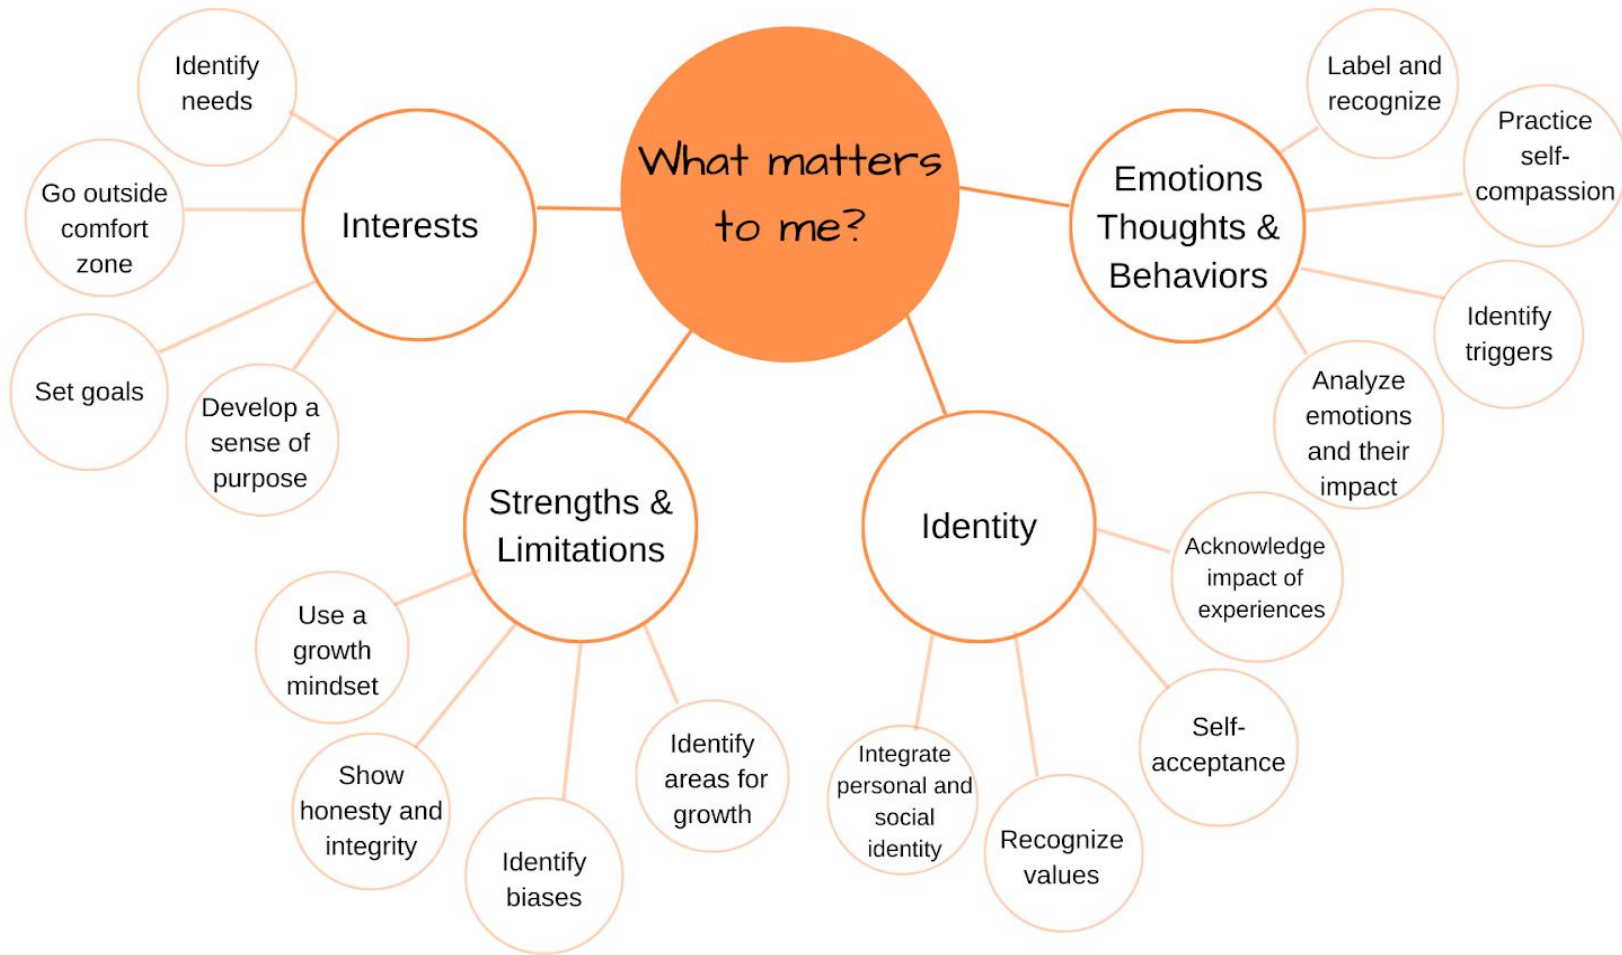 What matters
to me?
Interests
Identify
needs
Go outside
comfort
zone
Set goals
Develop a
sense of
purpose
Strengths &
Limitations
Use a
growth
mindset
Show
honesty and
integrity
Identify
biases
Identify
areas for
growth
Identity
Integrate
personal and
social
identity
Recognize
values
Self-
acceptance
Acknowledge
impact of
experiences
Emotions
Thoughts &
Behaviors
Label and
recognize
Practice
self-
compassion
Identify
triggers
Analyze
emotions
and their
impact